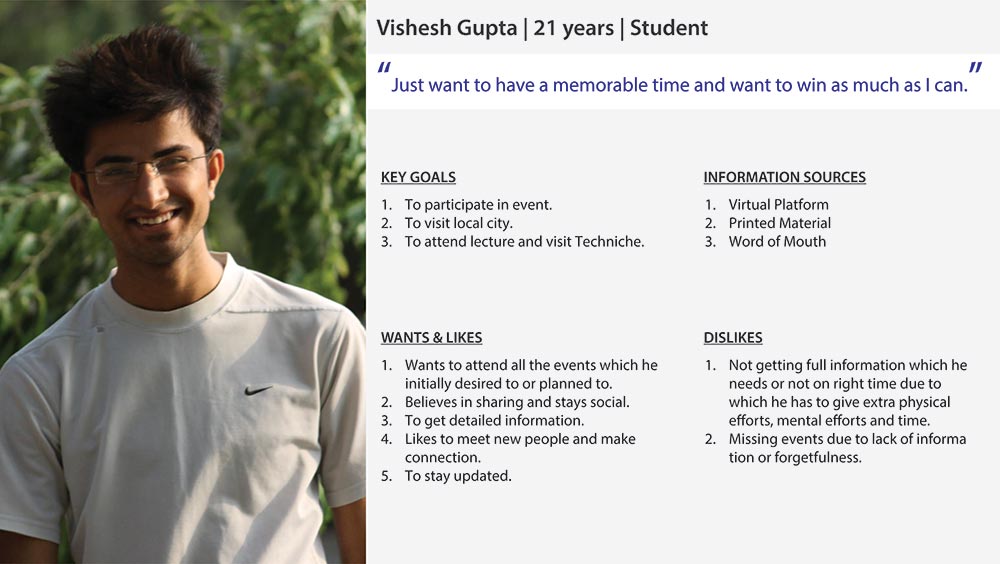 Vishesh Gupta | 21 years | Student
“Just want to have a memorable time and want to win as much as I can.”
KEY GOALS
1. To participate in event.
2. To visit local city.
3. To attend lecture and visit Techniche.
INFORMATION SOURCES
1. Virtual Platform
2. Printed Material
3. Word of Mouth
WANTS & LIKES
1. Wants to attend all the events which he
initially desired to or planned to.
2. Believes in sharing and stays social.
3. To get detailed information.
4. Likes to meet new people and make
connection.
5. To stay updated.
DISLIKES
1. Not getting full information which he
needs or not on right time due to
which he has to give extra physical
efforts, mental efforts and time.
2. Missing events due to lack of informa
tion or forgetfulness.